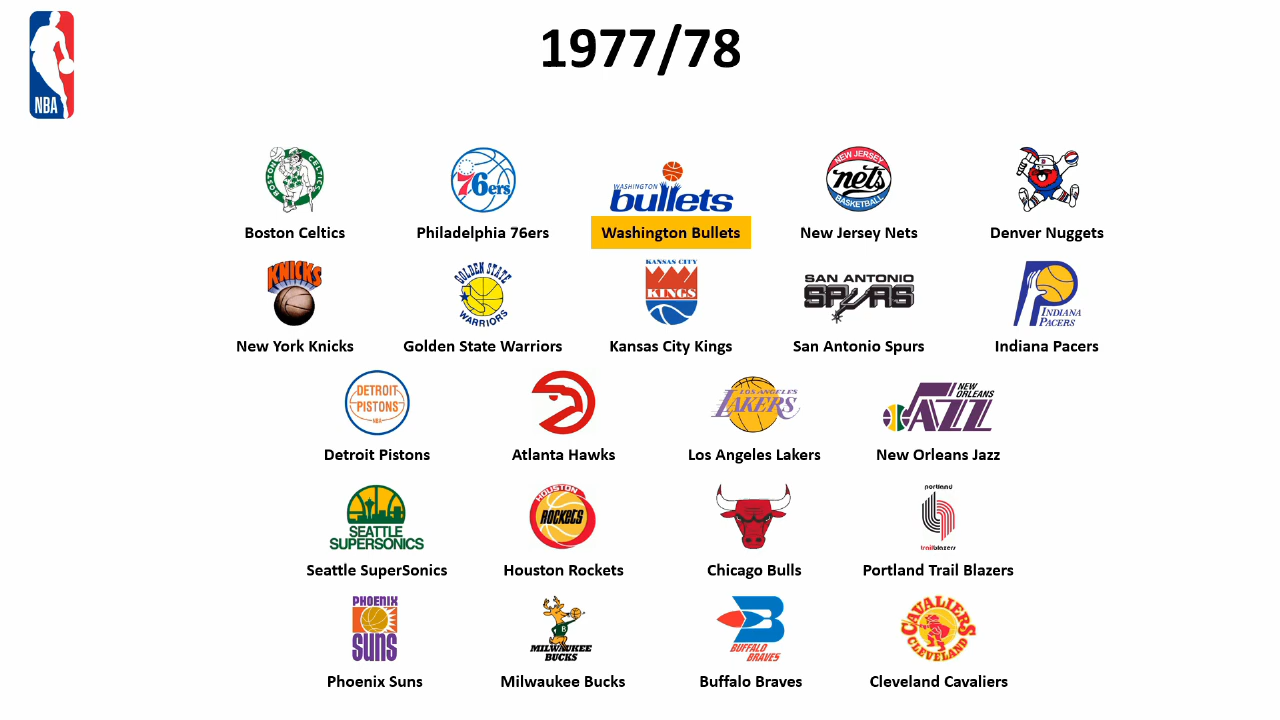 1977/78
NBA
BOSTON CELTICS
76ers
WASHINGTON
bullets
NEW JERSEY
nets
BASKETBALL
Boston Celtics
Philadelphia 76ers
Washington Bullets
New Jersey Nets
Denver Nuggets
KNICKS
GOLDEN STATE
WARRIORS
KANSAS CITY
KINGS
SAN ANTONIO
SPURS
INDIANA
PACERS
New York Knicks
Golden State Warriors
Kansas City Kings
San Antonio Spurs
Indiana Pacers
DETROIT
PISTONS
NBA
LOS ANGELES
LAKERS
NEW
ORLEANS
JAZZ
Detroit Pistons
Atlanta Hawks
Los Angeles Lakers
New Orleans Jazz
SEATTLE
SUPERSONICS
HOUSTON
ROCKETS
portland
trailblazers
Seattle SuperSonics
Houston Rockets
Chicago Bulls
Portland Trail Blazers
PHOENIX
SUNS
B
MILWAUKEE
BUCKS
B
BUFFALO
BRAVES
CAVALIERS
CLEVELAND
Phoenix Suns
Milwaukee Bucks
Buffalo Braves
Cleveland Cavaliers